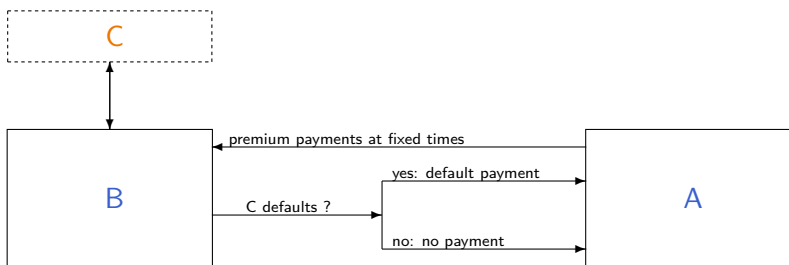 C
premium payments at fixed times
yes: default payment
B
A
C defaults ?
no: no payment